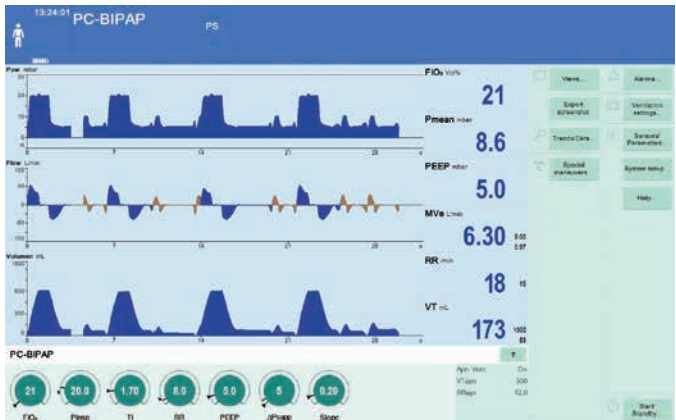 13:24:01 PC-BIPAP PS
Paw mbar
FiO₂ Vol%
21
Pmean mbar
8.6
Flow L/min
PEEP mbar
5.0
MVe L/min
6.30
Volumen mL
RR /min
18
VT mL
173
Views...
Alarms...
Expert screenshot
Ventilation settings...
Trends/Data...
Sensors/ Parameters...
Special maneuvers...
System setup...
Help...
PC-BIPAP
21 20.0 1.70 8.0 5.0 5 0.20
FiO₂ Pinsp Ti RR PEEP ΔPsupp Slope
Apn. Vent. On
VTapn 500
RRapn 12.0
Start/ Standby...